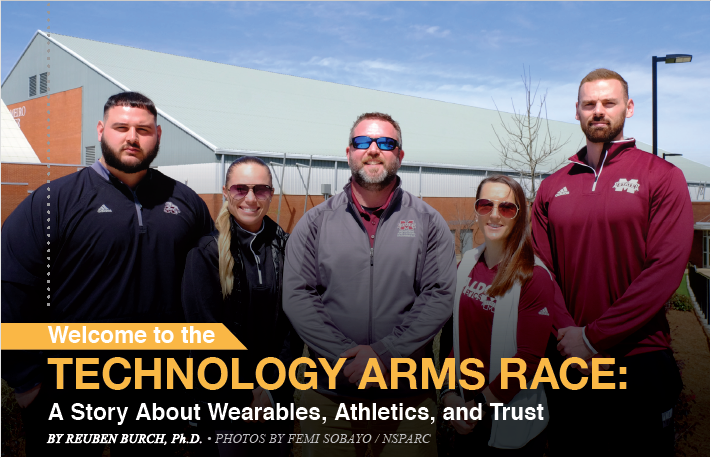 Welcome to the
TECHNOLOGY ARMS RACE:
A Story About Wearables, Athletics, and Trust
BY REUBEN BURCH, Ph.D. • PHOTOS BY FEMI SOBAYO / NSPARC